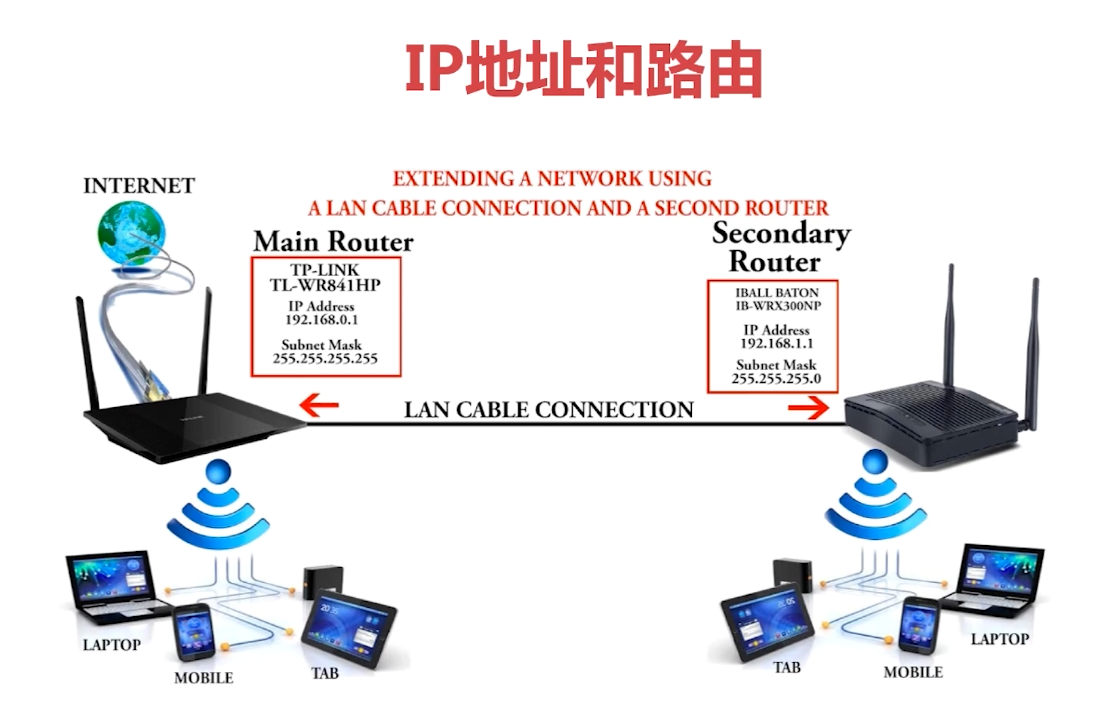 IP地址和路由
INTERNET
EXTENDING A NETWORK USING
A LAN CABLE CONNECTION AND A SECOND ROUTER
Main Router
TP-LINK
TL-WR841HP
IP Address
192.168.0.1
Subnet Mask
255.255.255.255
Secondary
Router
IBALL BATON
IB-WRX300NP
IP Address
192.168.1.1
Subnet Mask
255.255.255.0
LAN CABLE CONNECTION
LAPTOP
MOBILE
TAB
TAB
MOBILE
LAPTOP